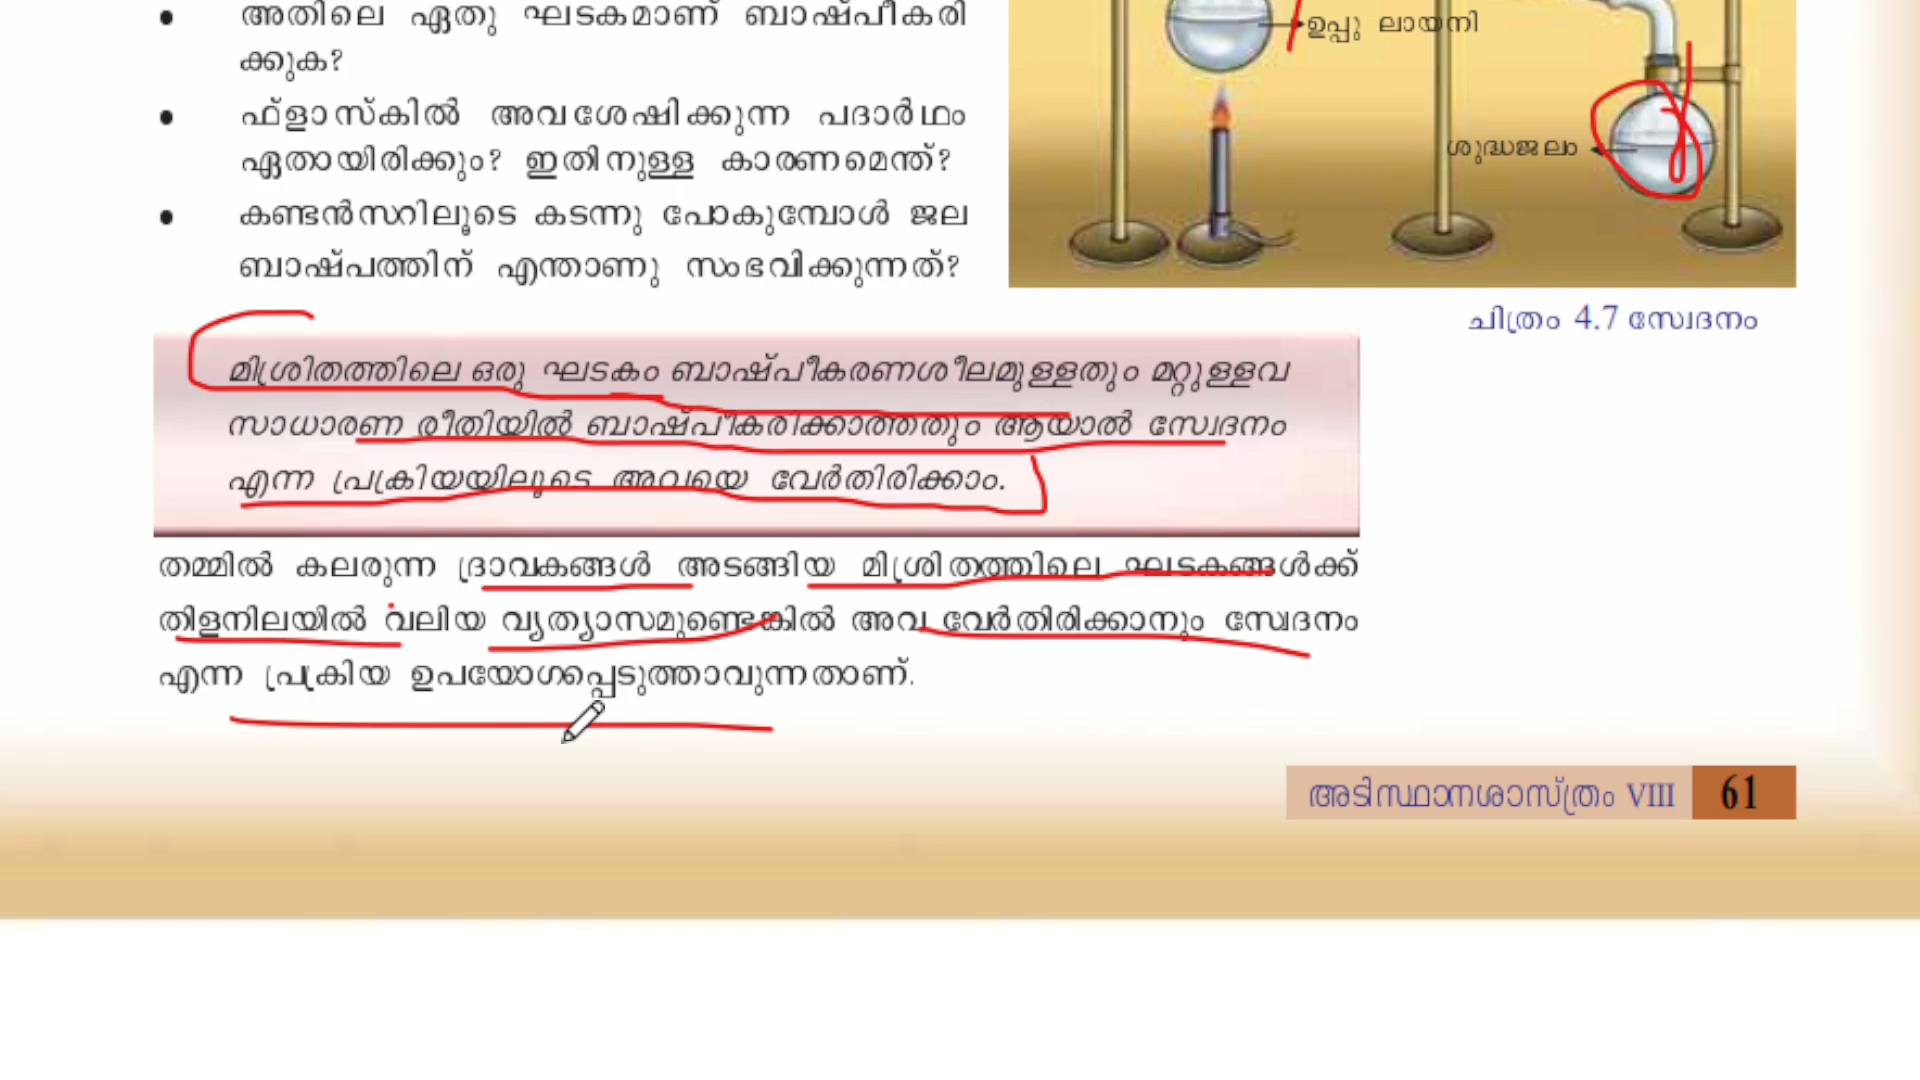 • അതിലെ ഏതു ഘടകമാണ് ബാഷ്പീകരി
ക്കുക?
• ഫ്ളാസ്കിൽ അവശേഷിക്കുന്ന പദാർഥം
ഏതായിരിക്കും? ഇതിനുള്ള കാരണമെന്ത്?
• കണ്ടൻസറിലൂടെ കടന്നു പോകുമ്പോൾ ജല
ബാഷ്പത്തിന് എന്താണു സംഭവിക്കുന്നത്?
ഉപ്പു ലായനി
ശുദ്ധജലം
ചിത്രം 4.7 സ്വേദനം
മിശ്രിതത്തിലെ ഒരു ഘടകം ബാഷ്പീകരണശീലമുള്ളതും മറ്റുള്ളവ
സാധാരണ രീതിയിൽ ബാഷ്പീകരിക്കാത്തതും ആയാൽ സ്വേദനം
എന്ന പ്രക്രിയയിലൂടെ അവയെ വേർതിരിക്കാം.
തമ്മിൽ കലരുന്ന ദ്രാവകങ്ങൾ അടങ്ങിയ മിശ്രിതത്തിലെ ഘടകങ്ങൾക്ക്
തിളനിലയിൽ വലിയ വ്യത്യാസമുണ്ടെങ്കിൽ അവ വേർതിരിക്കാനും സ്വേദനം
എന്ന പ്രക്രിയ ഉപയോഗപ്പെടുത്താവുന്നതാണ്.
അടിസ്ഥാനശാസ്ത്രം VIII 61